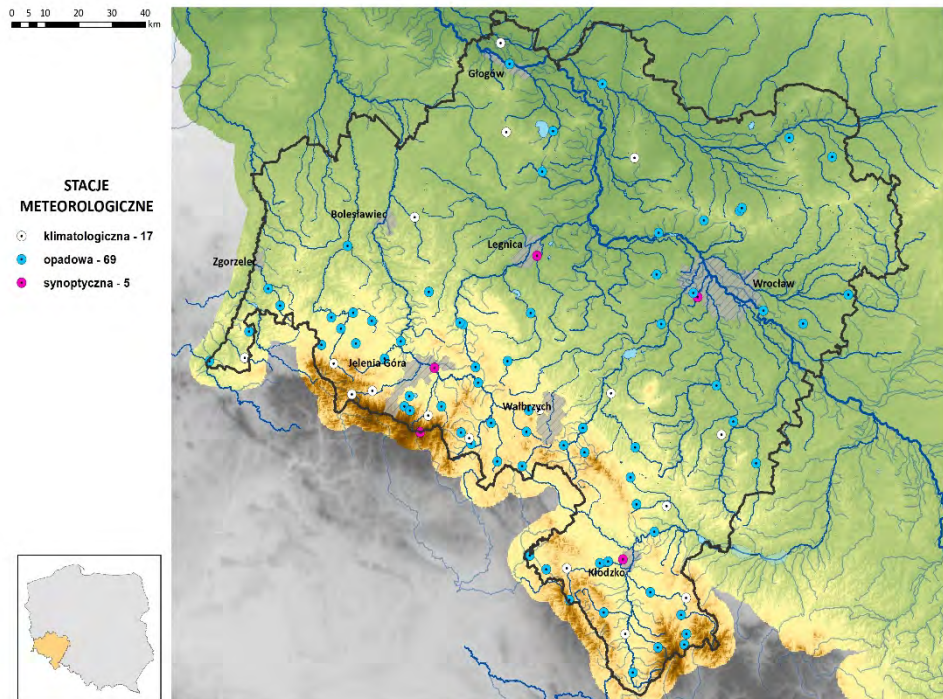 0 5 10 20 30 40
km
STACJE
METEOROLOGICZNE
klimatologiczna - 17
opadowa - 69
synoptyczna - 5
Głogów
Bolesławiec
Legnica
Zgorzelec
Wrocław
Jelenia Góra
Wałbrzych
Kłodzko